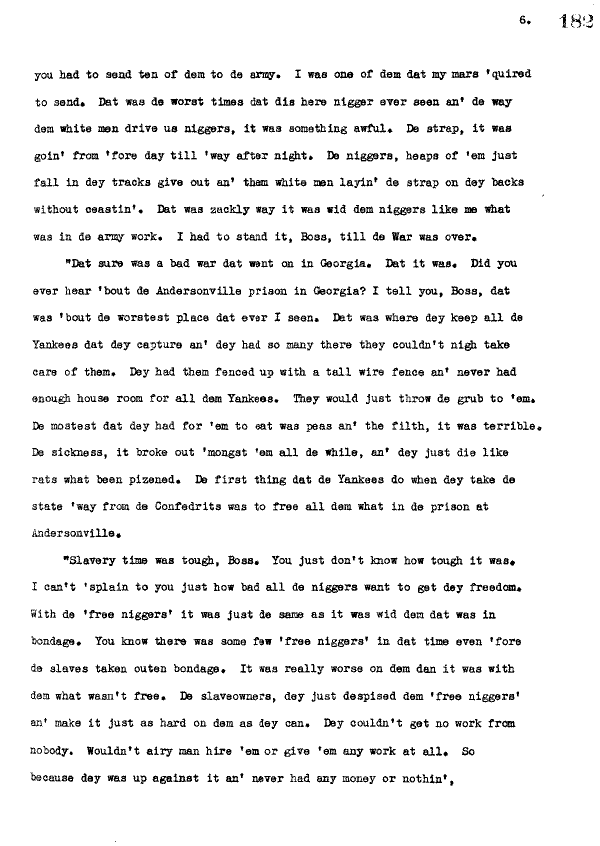 6. 182
you had to send ten of dem to de army. I was one of dem dat my mars 'quired
to send. Dat was de worst times dat dis here nigger ever seen an' de way
dem white men drive us niggers, it was something awful. De strap, it was
goin' from 'fore day till 'way after night. De niggers, heaps of 'em just
fall in dey tracks give out an' them white men layin' de strap on dey backs
without ceastin'. Dat was zackly way it was wid dem niggers like me what
was in de army work. I had to stand it, Boss, till de War was over.
"Dat sure was a bad war dat went on in Georgia. Dat it was. Did you
ever hear 'bout de Andersonville prison in Georgia? I tell you, Boss, dat
was 'bout de worstest place dat ever I seen. Dat was where dey keep all de
Yankees dat dey capture an' dey had so many there they couldn't nigh take
care of them. Dey had them fenced up with a tall wire fence an' never had
enough house room for all dem Yankees. They would just throw de grub to 'em.
De mostest dat dey had for 'em to eat was peas an' the filth, it was terrible.
De sickness, it broke out 'mongst 'em all de while, an' dey just die like
rats what been pizened. De first thing dat de Yankees do when dey take de
state 'way from de Confedrits was to free all dem what in de prison at
Andersonville.
"Slavery time was tough, Boss. You just don't know how tough it was.
I can't 'splain to you just how bad all de niggers want to get dey freedom.
With de 'free niggers' it was just de same as it was wid dem dat was in
bondage. You know there was some few 'free niggers' in dat time even 'fore
de slaves taken outen bondage. It was really worse on dem dan it was with
dem what wasn't free. De slaveowners, dey just despised dem 'free niggers'
an' make it just as hard on dem as dey can. Dey couldn't get no work from
nobody. Wouldn't airy man hire 'em or give 'em any work at all. So
because dey was up against it an' never had any money or nothin',